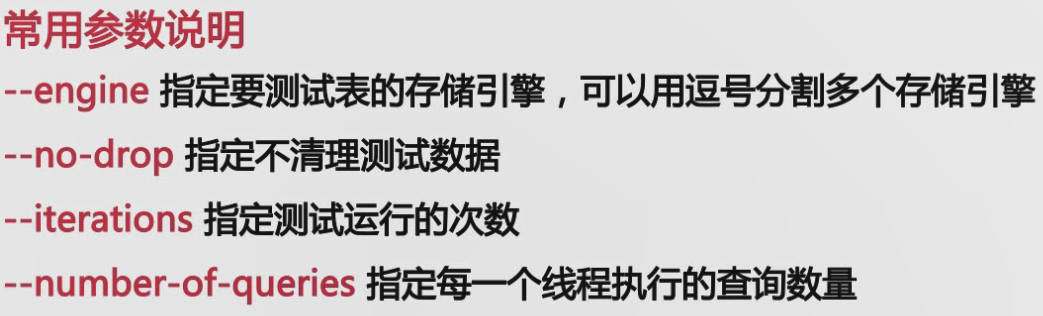 常用参数说明
--engine 指定要测试表的存储引擎，可以用逗号分割多个存储引擎
--no-drop 指定不清理测试数据
--iterations 指定测试运行的次数
--number-of-queries 指定每一个线程执行的查询数量